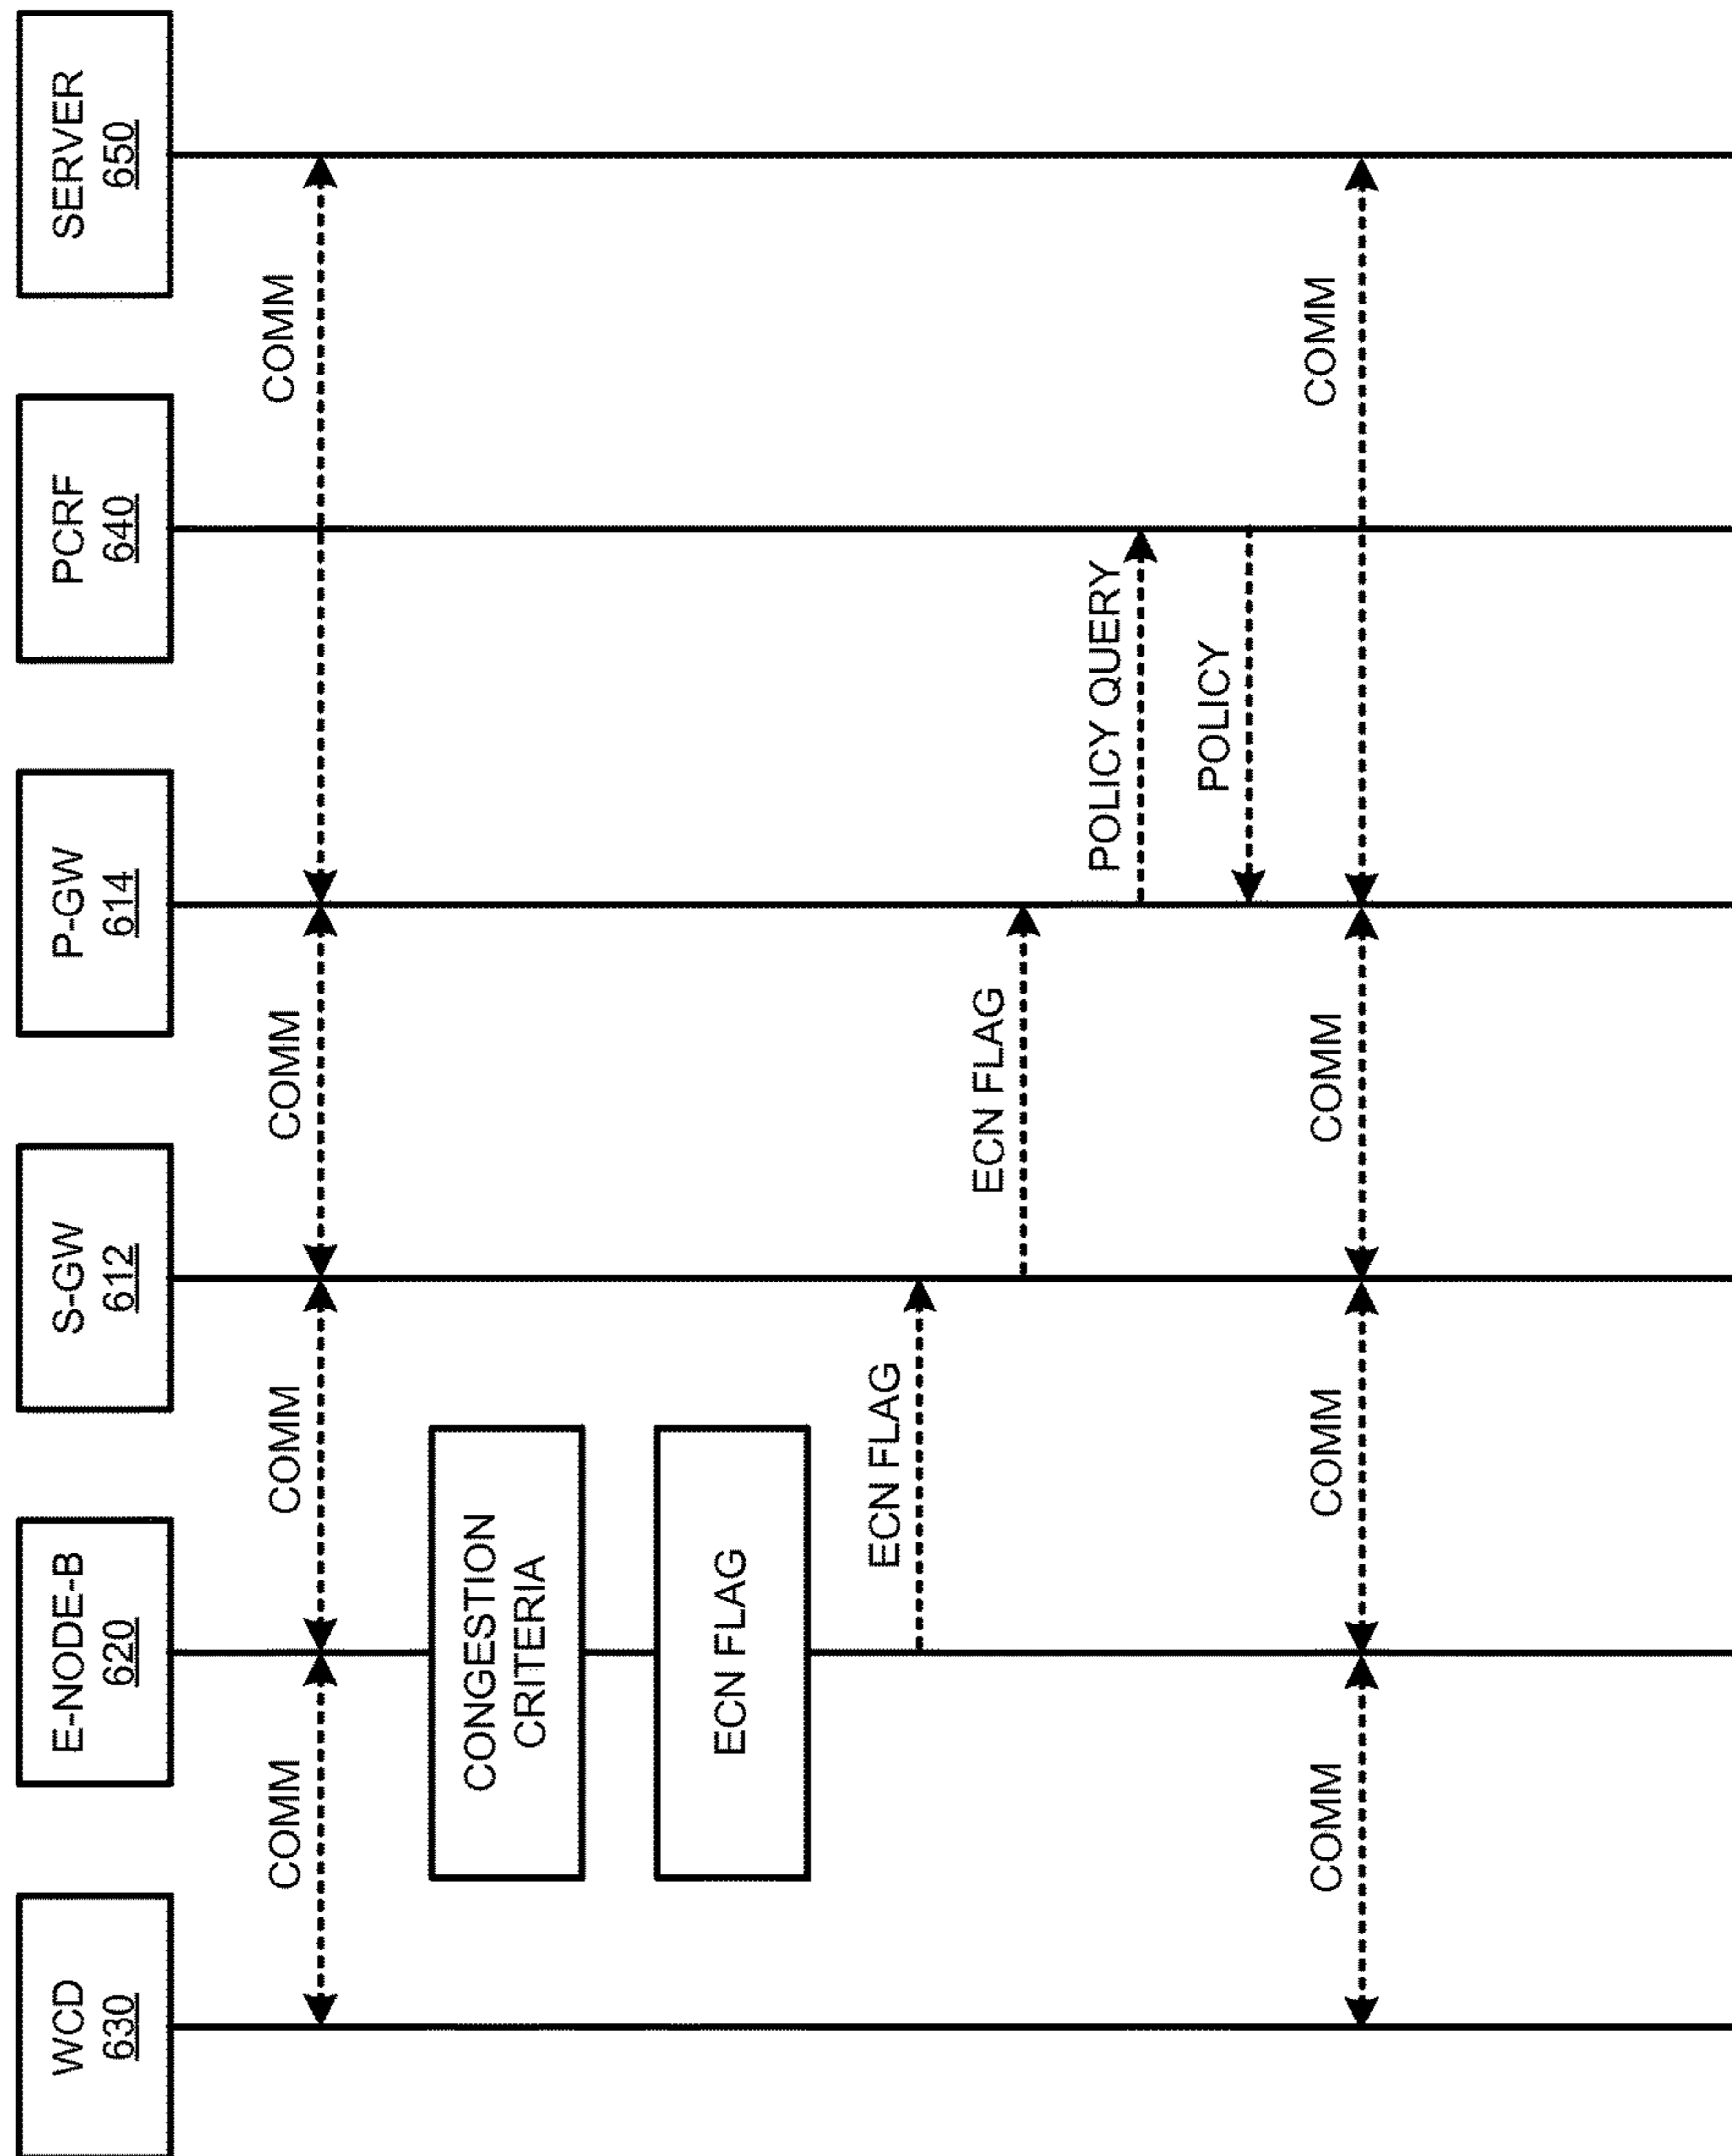 WCD
630
E-NODE-B
620
S-GW
612
P-GW
614
PCRF
640
SERVER
650
COMM
COMM
COMM
COMM
CONGESTION
CRITERIA
ECN FLAG
ECN FLAG
ECN FLAG
POLICY QUERY
POLICY
COMM
COMM
COMM
COMM